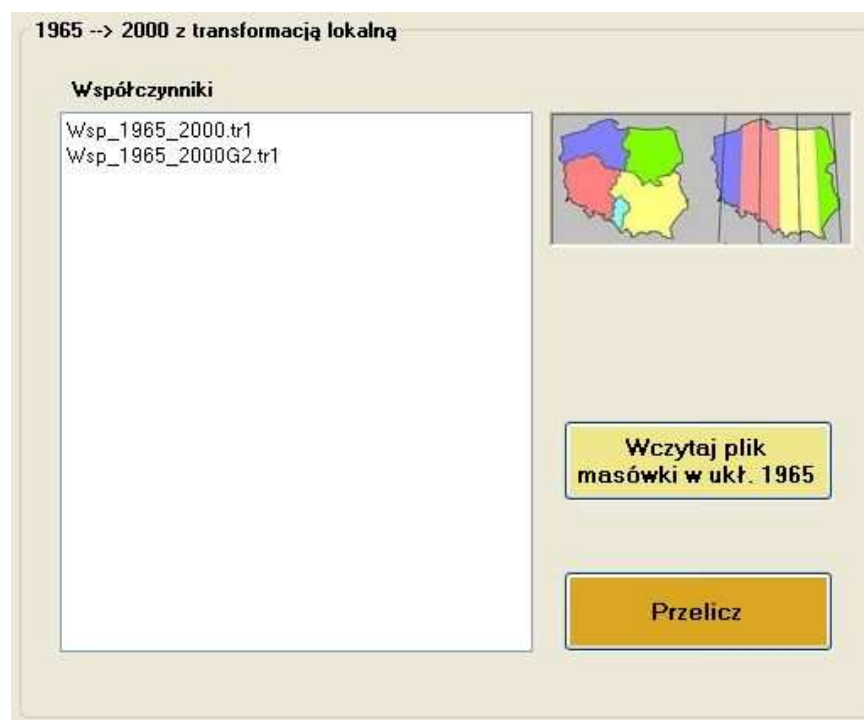 1965 --> 2000 z transformacją lokalną
Współczynniki
Wsp_1965_2000.tr1
Wsp_1965_2000G2.tr1
Wczytaj plik
masówki w ukł. 1965
Przelicz